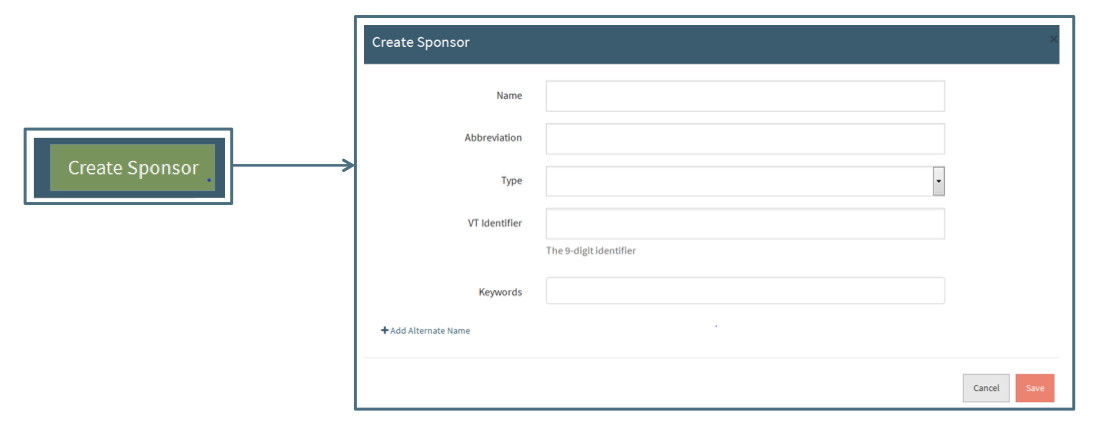 Create Sponsor
Create Sponsor
Name
Abbreviation
Type
VT Identifier
The 9-digit identifier
Keywords
+ Add Alternate Name
Cancel Save